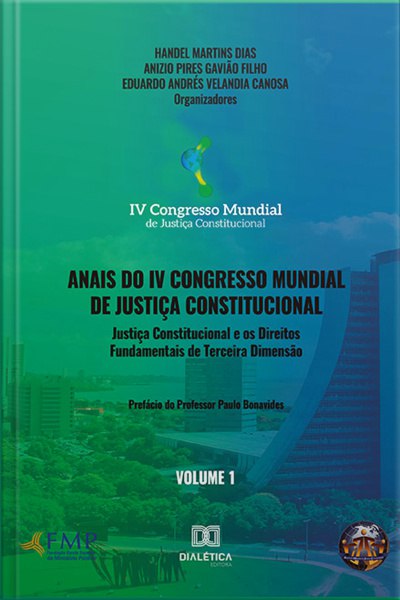 HANDEL MARTINS DIAS
ANIZIO PIRES GAVIÃO FILHO
EDUARDO ANDRÉS VELANDIA CANOSA
Organizadores
IV Congresso Mundial
de Justiça Constitucional
ANAIS DO IV CONGRESSO MUNDIAL
DE JUSTIÇA CONSTITUCIONAL
Justiça Constitucional e os Direitos
Fundamentais de Terceira Dimensão
Prefácio do Professor Paulo Bonavides
VOLUME 1
FMP
DIALÉTICA
EDITORA